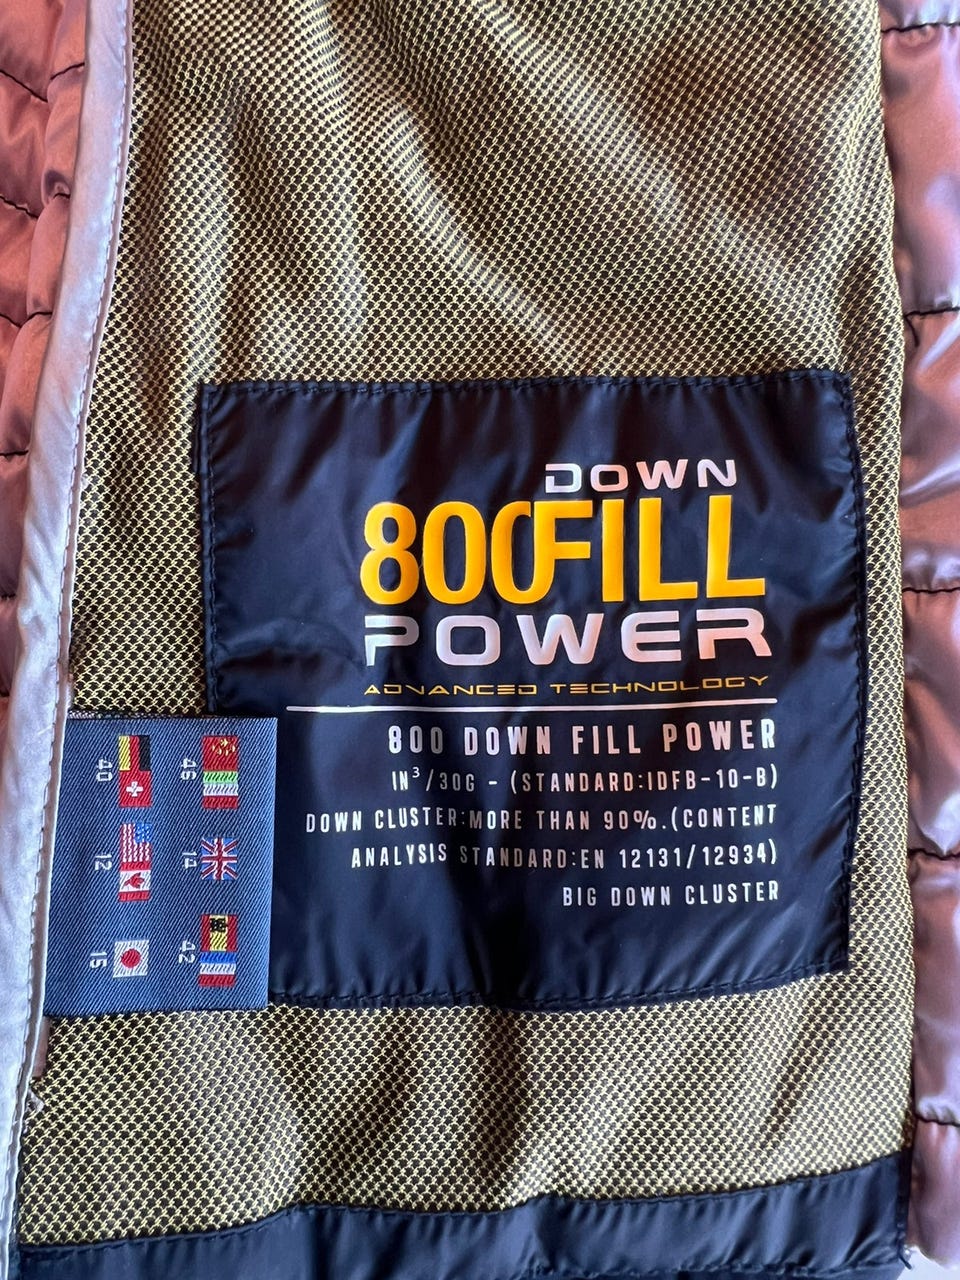 DOWN
800FILL
POWER
ADVANCED TECHNOLOGY
800 DOWN FILL POWER
IN³/30G - (STANDARD:IDFB-10-B)
DOWN CLUSTER:MORE THAN 90%.(CONTENT
ANALYSIS STANDARD:EN 12131/12934)
BIG DOWN CLUSTER
46
14
42
40
12
15